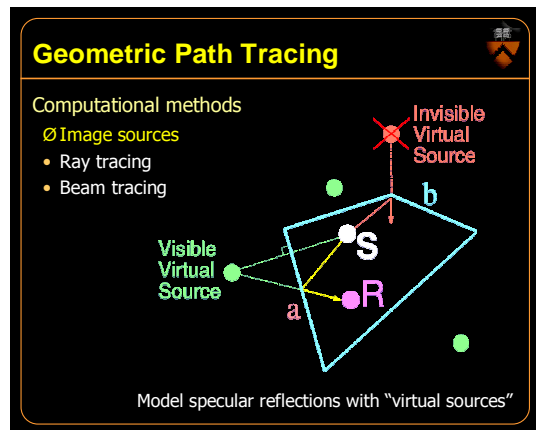 Geometric Path Tracing
Computational methods
Ø Image sources
• Ray tracing
• Beam tracing
Invisible
Virtual
Source
b
S
Visible
Virtual
Source
R
a
Model specular reflections with “virtual sources”